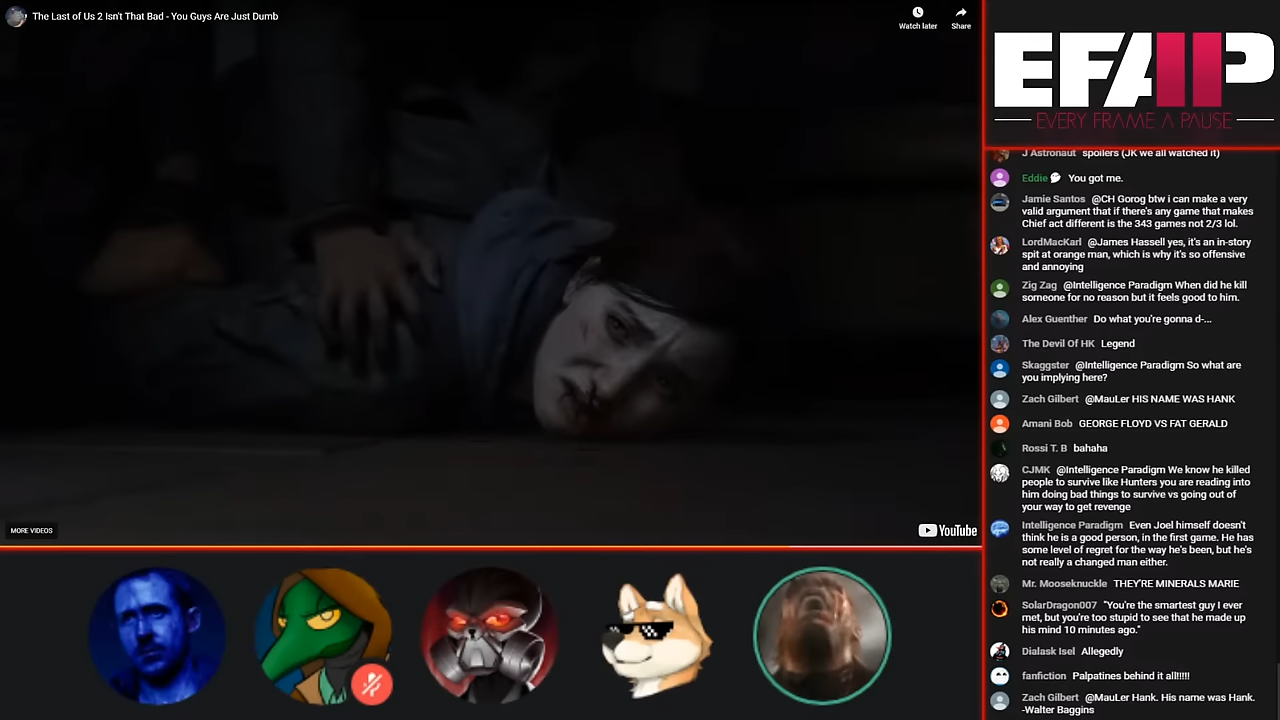 The Last of Us 2 Isn't That Bad - You Guys Are Just Dumb
Watch later
Share
MORE VIDEOS
YouTube
EFAP
EVERY FRAME A PAUSE
J Astronaut spoilers (JK we all watched it)
Eddie You got me.
Jamie Santos @CH Gorog btw i can make a very
valid argument that if there's any game that makes
Chief act different is the 343 games not 2/3 lol.
LordMacKarl @James Hassell yes, it's an in-story
spit at orange man, which is why it's so offensive
and annoying
Zig Zag @Intelligence Paradigm When did he kill
someone for no reason but it feels good to him.
Alex Guenther Do what you're gonna d-...
The Devil Of HK Legend
Skaggster @Intelligence Paradigm So what are
you implying here?
Zach Gilbert @MauLer HIS NAME WAS HANK
Amani Bob GEORGE FLOYD VS FAT GERALD
Rossi T. B bahaha
CJMK @Intelligence Paradigm We know he killed
people to survive like Hunters you are reading into
him doing bad things to survive vs going out of
your way to get revenge
Intelligence Paradigm Even Joel himself doesn't
think he is a good person, in the first game. He has
some level of regret for the way he's been, but he's
not really a changed man either.
Mr. Mooseknuckle THEY'RE MINERALS MARIE
SolarDragon007 "You're the smartest guy I ever
met, but you're too stupid to see that he made up
his mind 10 minutes ago."
Dialask Isel Allegedly
fanfiction Palpatines behind it all!!!!!
Zach Gilbert @MauLer Hank. His name was Hank.
-Walter Baggins